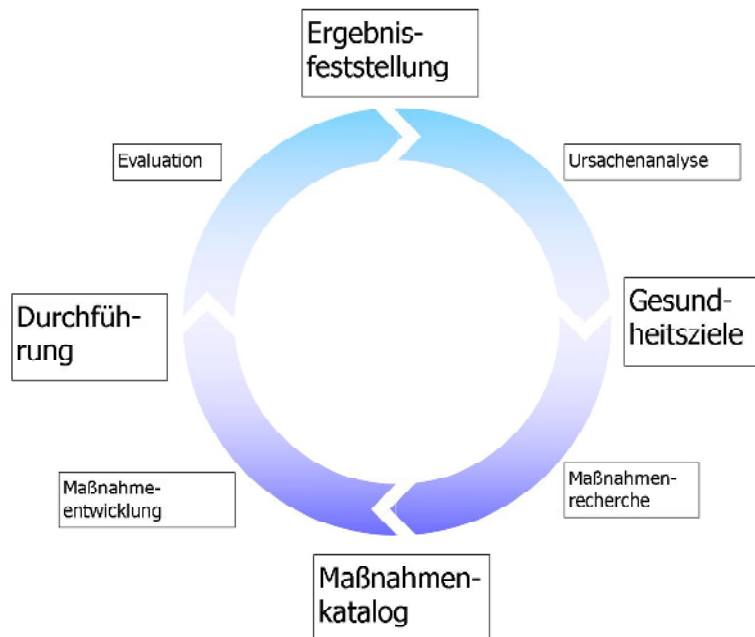 Ergebnis-
feststellung
Evaluation
Ursachenanalyse
Durchfüh-
rung
Gesund-
heitsziele
Maßnahme-
entwicklung
Maßnahmen-
recherche
Maßnahmen-
katalog